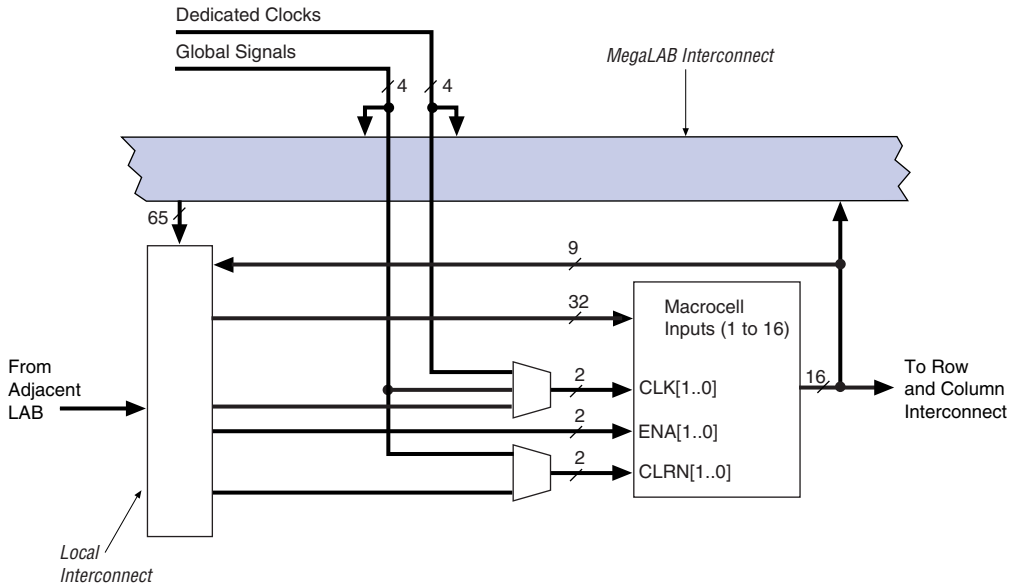 Dedicated Clocks
Global Signals
MegaLAB Interconnect
4
4
65
9
32
Macrocell
Inputs (1 to 16)
From
Adjacent
LAB
2
CLK[1..0]
16
To Row
and Column
Interconnect
2
ENA[1..0]
2
CLRN[1..0]
Local
Interconnect